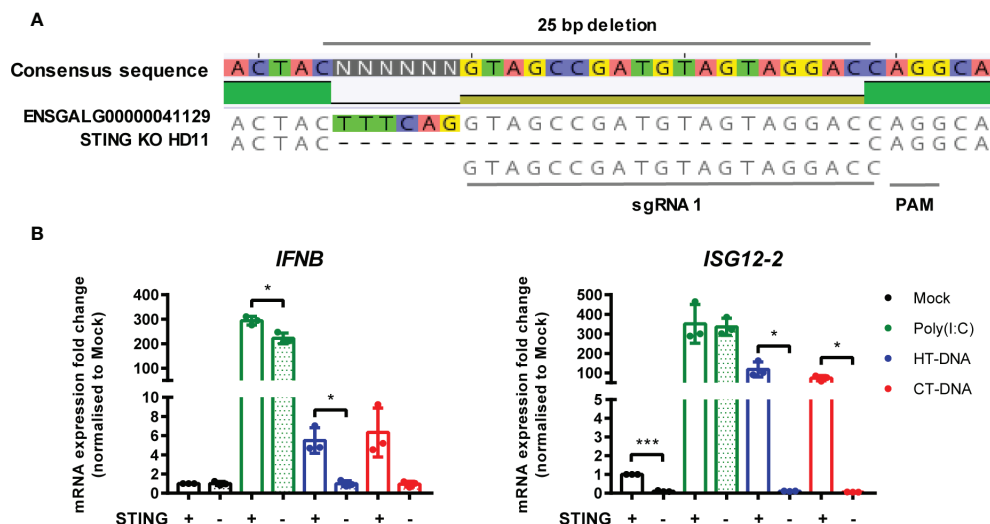 A
25 bp deletion
Consensus sequence
A C T A C N N N N N N G T A G C C G A T G T A G T A G G A C C A G G C A
ENSGALG00000041129
A C T A C T T T C A G G T A G C C G A T G T A G T A G G A C C A G G C A
STING KO HD11
A C T A C - - - - - - - - - - - - - - - - - - - - - - - - - C A G G C A
G T A G C C G A T G T A G T A G G A C C
sgRNA 1
PAM
B
IFNB
mRNA expression fold change
(normalised to Mock)
400
300
200
100
10
8
6
4
2
0
*
*
STING + - + - + - + -
ISG12-2
mRNA expression fold change
(normalised to Mock)
500
400
300
200
100
5
4
3
2
1
0
***
*
*
STING + - + - + - + -
Mock
Poly(I:C)
HT-DNA
CT-DNA